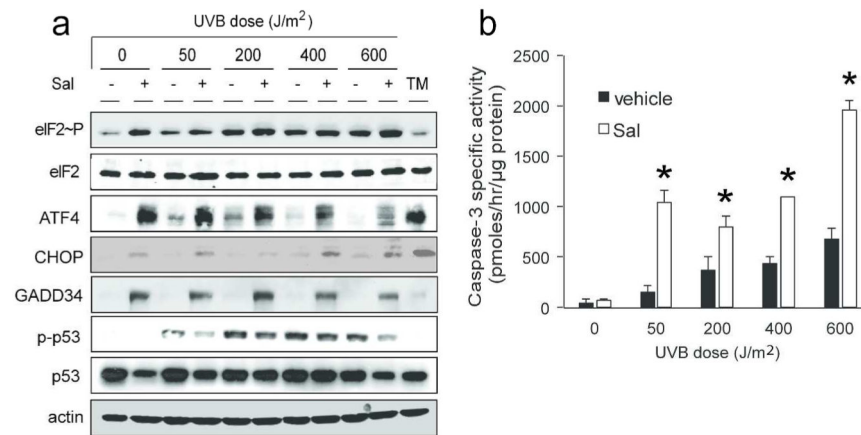 a
UVB dose (J/m²)
0 50 200 400 600
Sal - + - + - + - + - + TM
eIF2~P
eIF2
ATF4
CHOP
GADD34
p-p53
p53
actin
b
Caspase-3 specific activity
(pmoles/hr/µg protein)
2500
2000
1500
1000
500
0
vehicle
Sal
* * * *
0 50 200 400 600
UVB dose (J/m²)